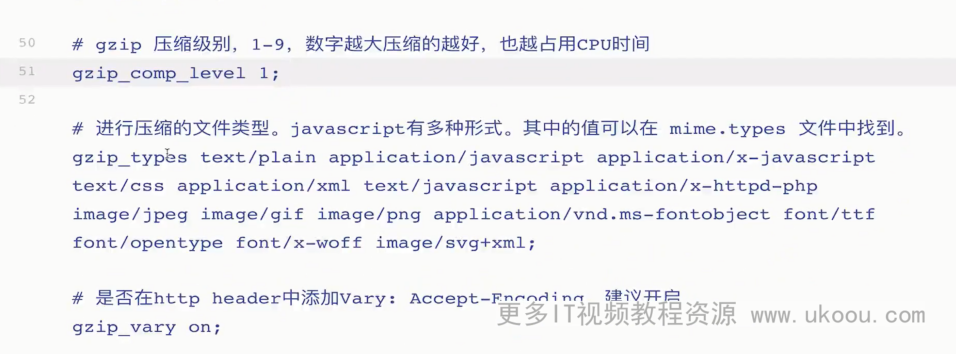 50 # gzip 压缩级别，1-9，数字越大压缩的越好，也越占用CPU时间
51 gzip_comp_level 1;
52
# 进行压缩的文件类型。javascript有多种形式。其中的值可以在 mime.types 文件中找到。
gzip_types text/plain application/javascript application/x-javascript
text/css application/xml text/javascript application/x-httpd-php
image/jpeg image/gif image/png application/vnd.ms-fontobject font/ttf
font/opentype font/x-woff image/svg+xml;
# 是否在http header中添加Vary: Accept-Encoding，建议开启
更多IT视频教程资源 www.ukoou.com
gzip_vary on;